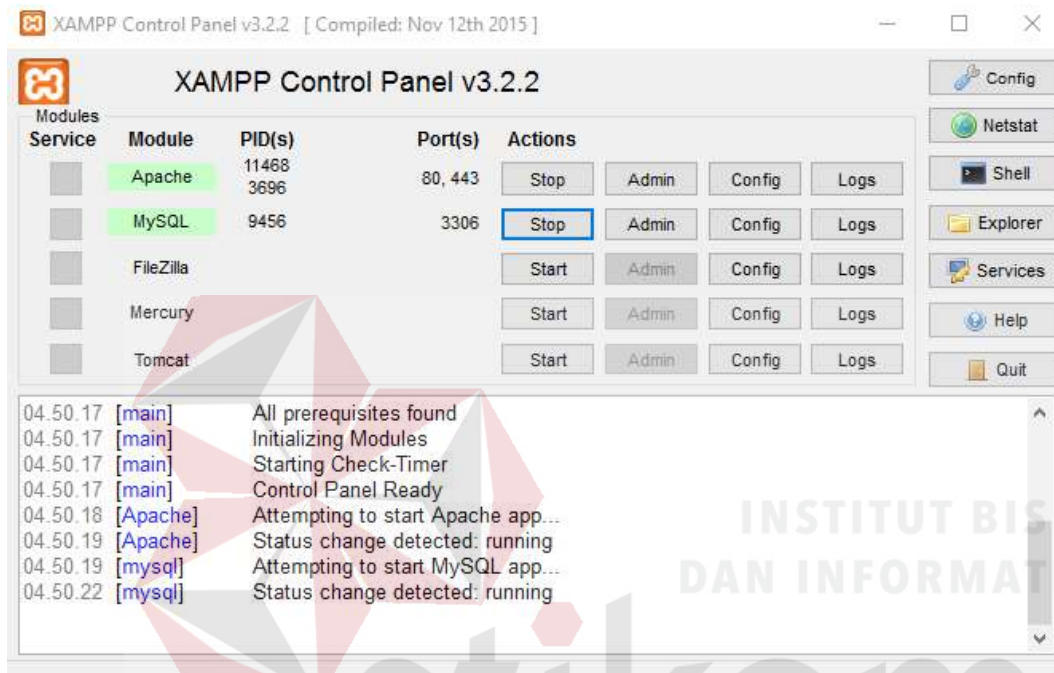 XAMPP Control Panel v3.2.2 [ Compiled: Nov 12th 2015 ]
XAMPP Control Panel v3.2.2
Config
Modules
Service Module PID(s) Port(s) Actions
Netstat
Apache 11468 3696 80, 443 Stop Admin Config Logs
Shell
MySQL 9456 3306 Stop Admin Config Logs
Explorer
FileZilla Start Admin Config Logs
Services
Mercury Start Admin Config Logs
Help
Tomcat Start Admin Config Logs
Quit
04.50.17 [main] All prerequisites found
04.50.17 [main] Initializing Modules
04.50.17 [main] Starting Check-Timer
04.50.17 [main] Control Panel Ready
04.50.18 [Apache] Attempting to start Apache app...
04.50.19 [Apache] Status change detected: running
04.50.19 [mysql] Attempting to start MySQL app...
04.50.22 [mysql] Status change detected: running
INSTITUT BIS
DAN INFORMAT